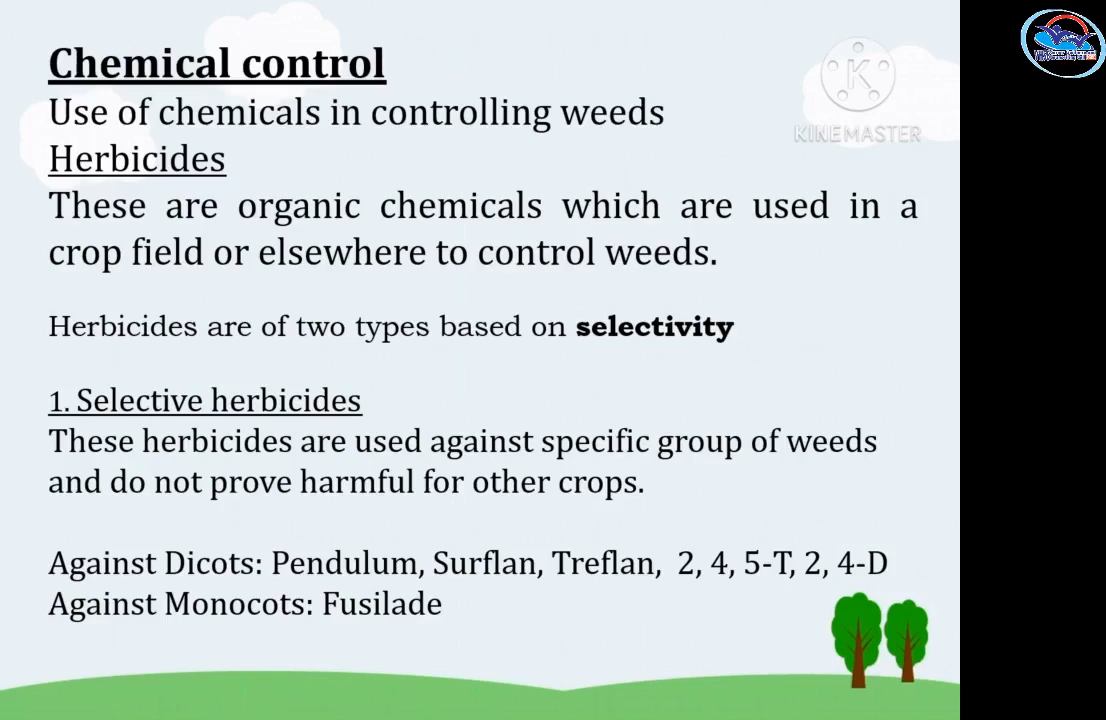 Chemical control
Use of chemicals in controlling weeds
Herbicides
These are organic chemicals which are used in a
crop field or elsewhere to control weeds.
Herbicides are of two types based on selectivity
1. Selective herbicides
These herbicides are used against specific group of weeds
and do not prove harmful for other crops.
Against Dicots: Pendulum, Surflan, Treflan, 2, 4, 5-T, 2, 4-D
Against Monocots: Fusilade
K
KINEMASTER